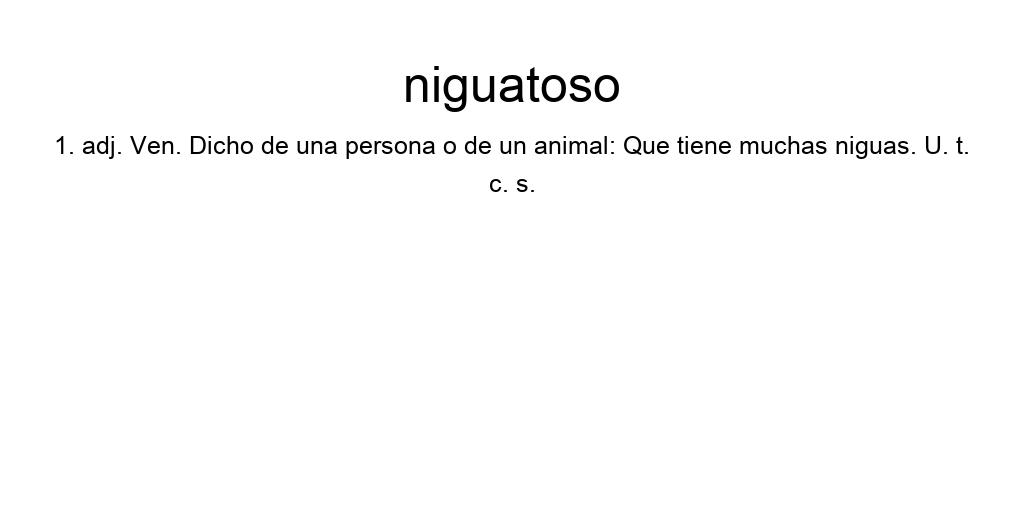 niguatoso
1. adj. Ven. Dicho de una persona o de un animal: Que tiene muchas niguas. U. t.
c. s.